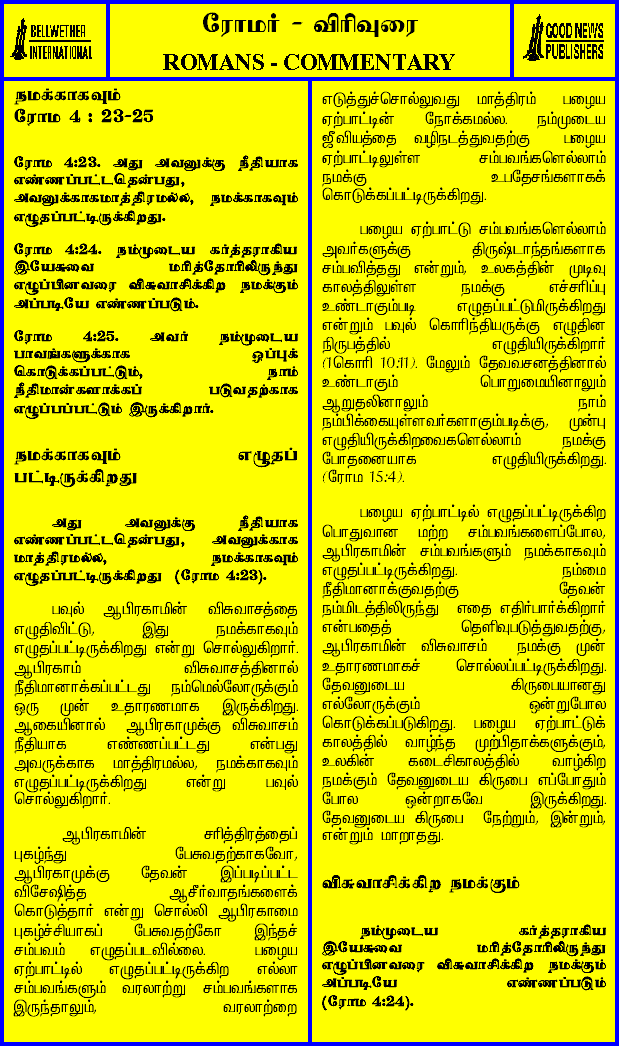 BELLWETHER
INTERNATIONAL
ரோமர் - விரிவுரை
ROMANS - COMMENTARY
GOOD NEWS
PUBLISHERS
நமக்காகவும்
ரோம 4 : 23-25
ரோம 4:23. அது அவனுக்கு நீதியாக
எண்ணப்பட்டதென்பது,
அவனுக்காகமாத்திரமல்ல, நமக்காகவும்
எழுதப்பட்டிருக்கிறது.
ரோம 4:24. நம்முடைய கர்த்தராகிய
இயேசுவை மரித்தோரிலிருந்து
எழுப்பினவரை விசுவாசிக்கிற நமக்கும்
அப்படியே எண்ணப்படும்.
ரோம 4:25. அவர் நம்முடைய
பாவங்களுக்காக ஒப்புக்
கொடுக்கப்பட்டும், நாம்
நீதிமான்களாக்கப் படுவதற்காக
எழுப்பப்பட்டும் இருக்கிறார்.
நமக்காகவும் எழுதப்
பட்டிருக்கிறது
அது அவனுக்கு நீதியாக
எண்ணப்பட்டதென்பது, அவனுக்காக
மாத்திரமல்ல, நமக்காகவும்
எழுதப்பட்டிருக்கிறது (ரோம 4:23).
பவுல் ஆபிரகாமின் விசுவாசத்தை
எழுதிவிட்டு, இது நமக்காகவும்
எழுதப்பட்டிருக்கிறது என்று சொல்லுகிறார்.
ஆபிரகாம் விசுவாசத்தினால்
நீதிமானாக்கப்பட்டது நம்மெல்லோருக்கும்
ஒரு முன் உதாரணமாக இருக்கிறது.
ஆகையினால் ஆபிரகாமுக்கு விசுவாசம்
நீதியாக எண்ணப்பட்டது என்பது
அவருக்காக மாத்திரமல்ல, நமக்காகவும்
எழுதப்பட்டிருக்கிறது என்று பவுல்
சொல்லுகிறார்.
ஆபிரகாமின் சரித்திரத்தைப்
புகழ்ந்து பேசுவதற்காகவோ,
ஆபிரகாமுக்கு தேவன் இப்படிப்பட்ட
விசேஷித்த ஆசீர்வாதங்களைக்
கொடுத்தார் என்று சொல்லி ஆபிரகாமை
புகழ்ச்சியாகப் பேசுவதற்கோ இந்தச்
சம்பவம் எழுதப்படவில்லை. பழைய
ஏற்பாட்டில் எழுதப்பட்டிருக்கிற எல்லா
சம்பவங்களும் வரலாற்று சம்பவங்களாக
இருந்தாலும், வரலாற்றை
எடுத்துச்சொல்லுவது மாத்திரம் பழைய
ஏற்பாட்டின் நோக்கமல்ல. நம்முடைய
ஜீவியத்தை வழிநடத்துவதற்கு பழைய
ஏற்பாட்டிலுள்ள சம்பவங்களெல்லாம்
நமக்கு உபதேசங்களாகக்
கொடுக்கப்பட்டிருக்கிறது.
பழைய ஏற்பாட்டு சம்பவங்களெல்லாம்
அவர்களுக்கு திருஷ்டாந்தங்களாக
சம்பவித்தது என்றும், உலகத்தின் முடிவு
காலத்திலுள்ள நமக்கு எச்சரிப்பு
உண்டாகும்படி எழுதப்பட்டுமிருக்கிறது
என்றும் பவுல் கொரிந்தியருக்கு எழுதின
நிருபத்தில் எழுதியிருக்கிறார்
(1கொரி 10:11). மேலும் தேவவசனத்தினால்
உண்டாகும் பொறுமையினாலும்
ஆறுதலினாலும் நாம்
நம்பிக்கையுள்ளவர்களாகும்படிக்கு, முன்பு
எழுதியிருக்கிறவைகளெல்லாம் நமக்கு
போதனையாக எழுதியிருக்கிறது.
(ரோம 15:4).
பழைய ஏற்பாட்டில் எழுதப்பட்டிருக்கிற
பொதுவான மற்ற சம்பவங்களைப்போல,
ஆபிரகாமின் சம்பவங்களும் நமக்காகவும்
எழுதப்பட்டிருக்கிறது. நம்மை
நீதிமானாக்குவதற்கு தேவன்
நம்மிடத்திலிருந்து எதை எதிர்பார்க்கிறார்
என்பதைத் தெளிவுபடுத்துவதற்கு,
ஆபிரகாமின் விசுவாசம் நமக்கு முன்
உதாரணமாகச் சொல்லப்பட்டிருக்கிறது.
தேவனுடைய கிருபையானது
எல்லோருக்கும் ஒன்றுபோல
கொடுக்கப்படுகிறது. பழைய ஏற்பாட்டுக்
காலத்தில் வாழ்ந்த முற்பிதாக்களுக்கும்,
உலகின் கடைசிகாலத்தில் வாழ்கிற
நமக்கும் தேவனுடைய கிருபை எப்போதும்
போல ஒன்றாகவே இருக்கிறது.
தேவனுடைய கிருபை நேற்றும், இன்றும்,
என்றும் மாறாதது.
விசுவாசிக்கிற நமக்கும்
நம்முடைய கர்த்தராகிய
இயேசுவை மரித்தோரிலிருந்து
எழுப்பினவரை விசுவாசிக்கிற நமக்கும்
அப்படியே எண்ணப்படும்
(ரோம 4:24).